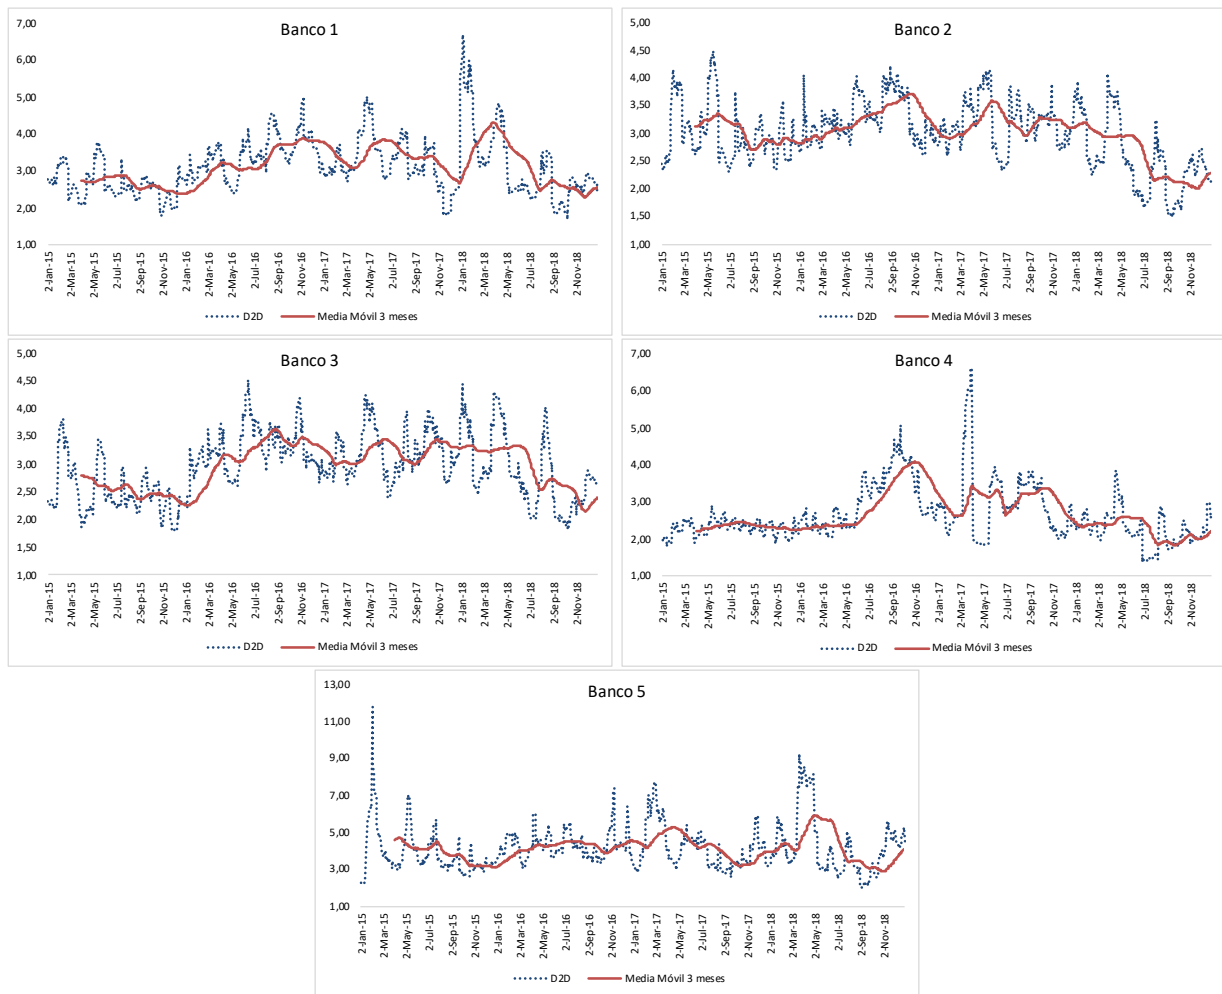 Banco 1
7,00
6,00
5,00
4,00
3,00
2,00
1,00
2-Jan-15
2-Mar-15
2-May-15
2-Jul-15
2-Sep-15
2-Nov-15
2-Jan-16
2-Mar-16
2-May-16
2-Jul-16
2-Sep-16
2-Nov-16
2-Jan-17
2-Mar-17
2-May-17
2-Jul-17
2-Sep-17
2-Nov-17
2-Jan-18
2-Mar-18
2-May-18
2-Jul-18
2-Sep-18
2-Nov-18
D2D Media Móvil 3 meses
Banco 2
5,00
4,50
4,00
3,50
3,00
2,50
2,00
1,50
1,00
2-Jan-15
2-Mar-15
2-May-15
2-Jul-15
2-Sep-15
2-Nov-15
2-Jan-16
2-Mar-16
2-May-16
2-Jul-16
2-Sep-16
2-Nov-16
2-Jan-17
2-Mar-17
2-May-17
2-Jul-17
2-Sep-17
2-Nov-17
2-Jan-18
2-Mar-18
2-May-18
2-Jul-18
2-Sep-18
2-Nov-18
D2D Media Móvil 3 meses
Banco 3
5,00
4,50
4,00
3,50
3,00
2,50
2,00
1,50
1,00
2-Jan-15
2-Mar-15
2-May-15
2-Jul-15
2-Sep-15
2-Nov-15
2-Jan-16
2-Mar-16
2-May-16
2-Jul-16
2-Sep-16
2-Nov-16
2-Jan-17
2-Mar-17
2-May-17
2-Jul-17
2-Sep-17
2-Nov-17
2-Jan-18
2-Mar-18
2-May-18
2-Jul-18
2-Sep-18
2-Nov-18
D2D Media Móvil 3 meses
Banco 4
7,00
6,00
5,00
4,00
3,00
2,00
1,00
2-Jan-15
2-Mar-15
2-May-15
2-Jul-15
2-Sep-15
2-Nov-15
2-Jan-16
2-Mar-16
2-May-16
2-Jul-16
2-Sep-16
2-Nov-16
2-Jan-17
2-Mar-17
2-May-17
2-Jul-17
2-Sep-17
2-Nov-17
2-Jan-18
2-Mar-18
2-May-18
2-Jul-18
2-Sep-18
2-Nov-18
D2D Media Móvil 3 meses
Banco 5
13,00
11,00
9,00
7,00
5,00
3,00
1,00
2-Jan-15
2-Mar-15
2-May-15
2-Jul-15
2-Sep-15
2-Nov-15
2-Jan-16
2-Mar-16
2-May-16
2-Jul-16
2-Sep-16
2-Nov-16
2-Jan-17
2-Mar-17
2-May-17
2-Jul-17
2-Sep-17
2-Nov-17
2-Jan-18
2-Mar-18
2-May-18
2-Jul-18
2-Sep-18
2-Nov-18
D2D Media Móvil 3 meses